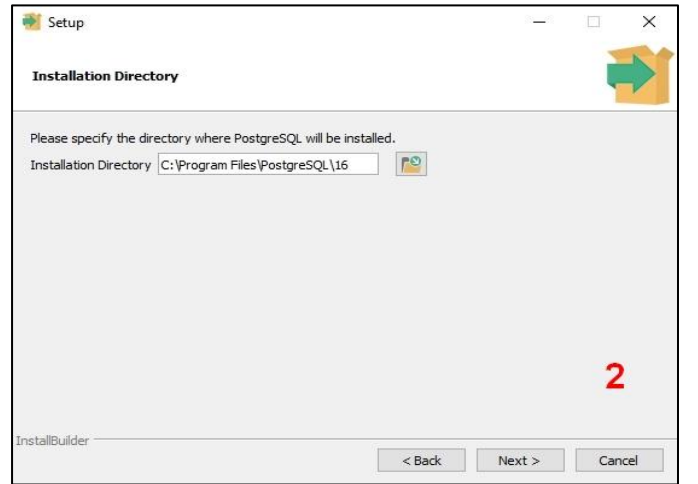 Setup
Installation Directory
Please specify the directory where PostgreSQL will be installed.
Installation Directory C:\Program Files\PostgreSQL\16
2
InstallBuilder
< Back Next > Cancel